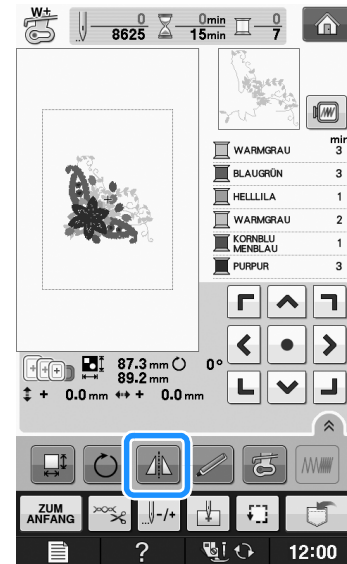 W+
0
8625
0min
15min
0
7
min
WARMGRAU 3
BLAUGRÜN 3
HELLLILA 1
WARMGRAU 2
KORNBLU
MENBLAU 1
PURPUR 3
87.3 mm 0°
89.2 mm
+ 0.0 mm + 0.0 mm
ZUM
ANFANG
-/+
? 12:00